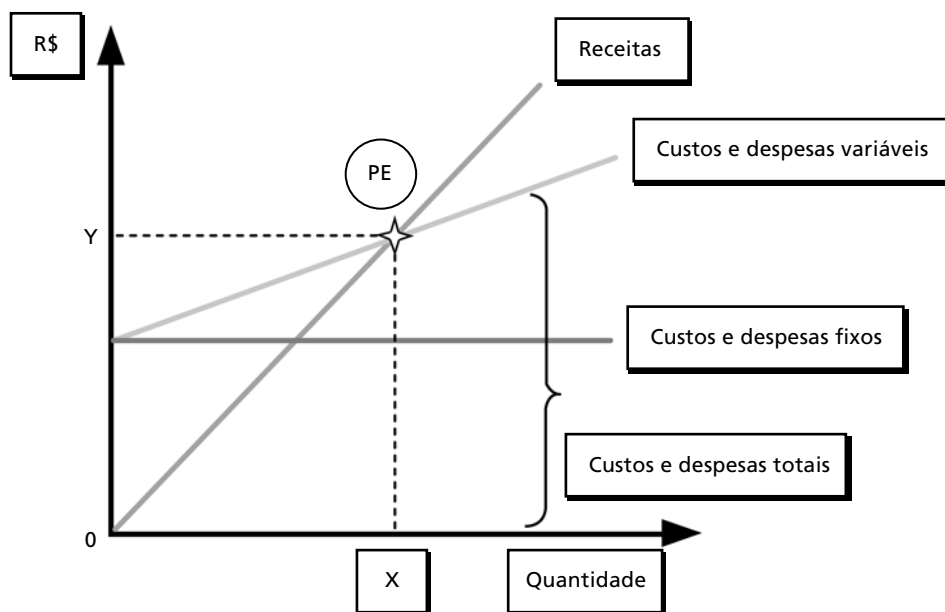 R$
Receitas
Custos e despesas variáveis
PE
Y
Custos e despesas fixos
Custos e despesas totais
0
X
Quantidade